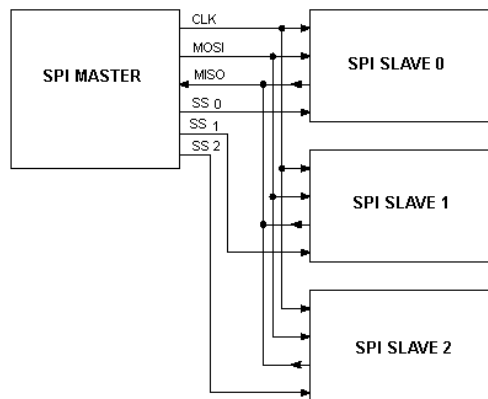 CLK
MOSI
MISO
SS 0
SS 1
SS 2
SPI MASTER
SPI SLAVE 0
SPI SLAVE 1
SPI SLAVE 2